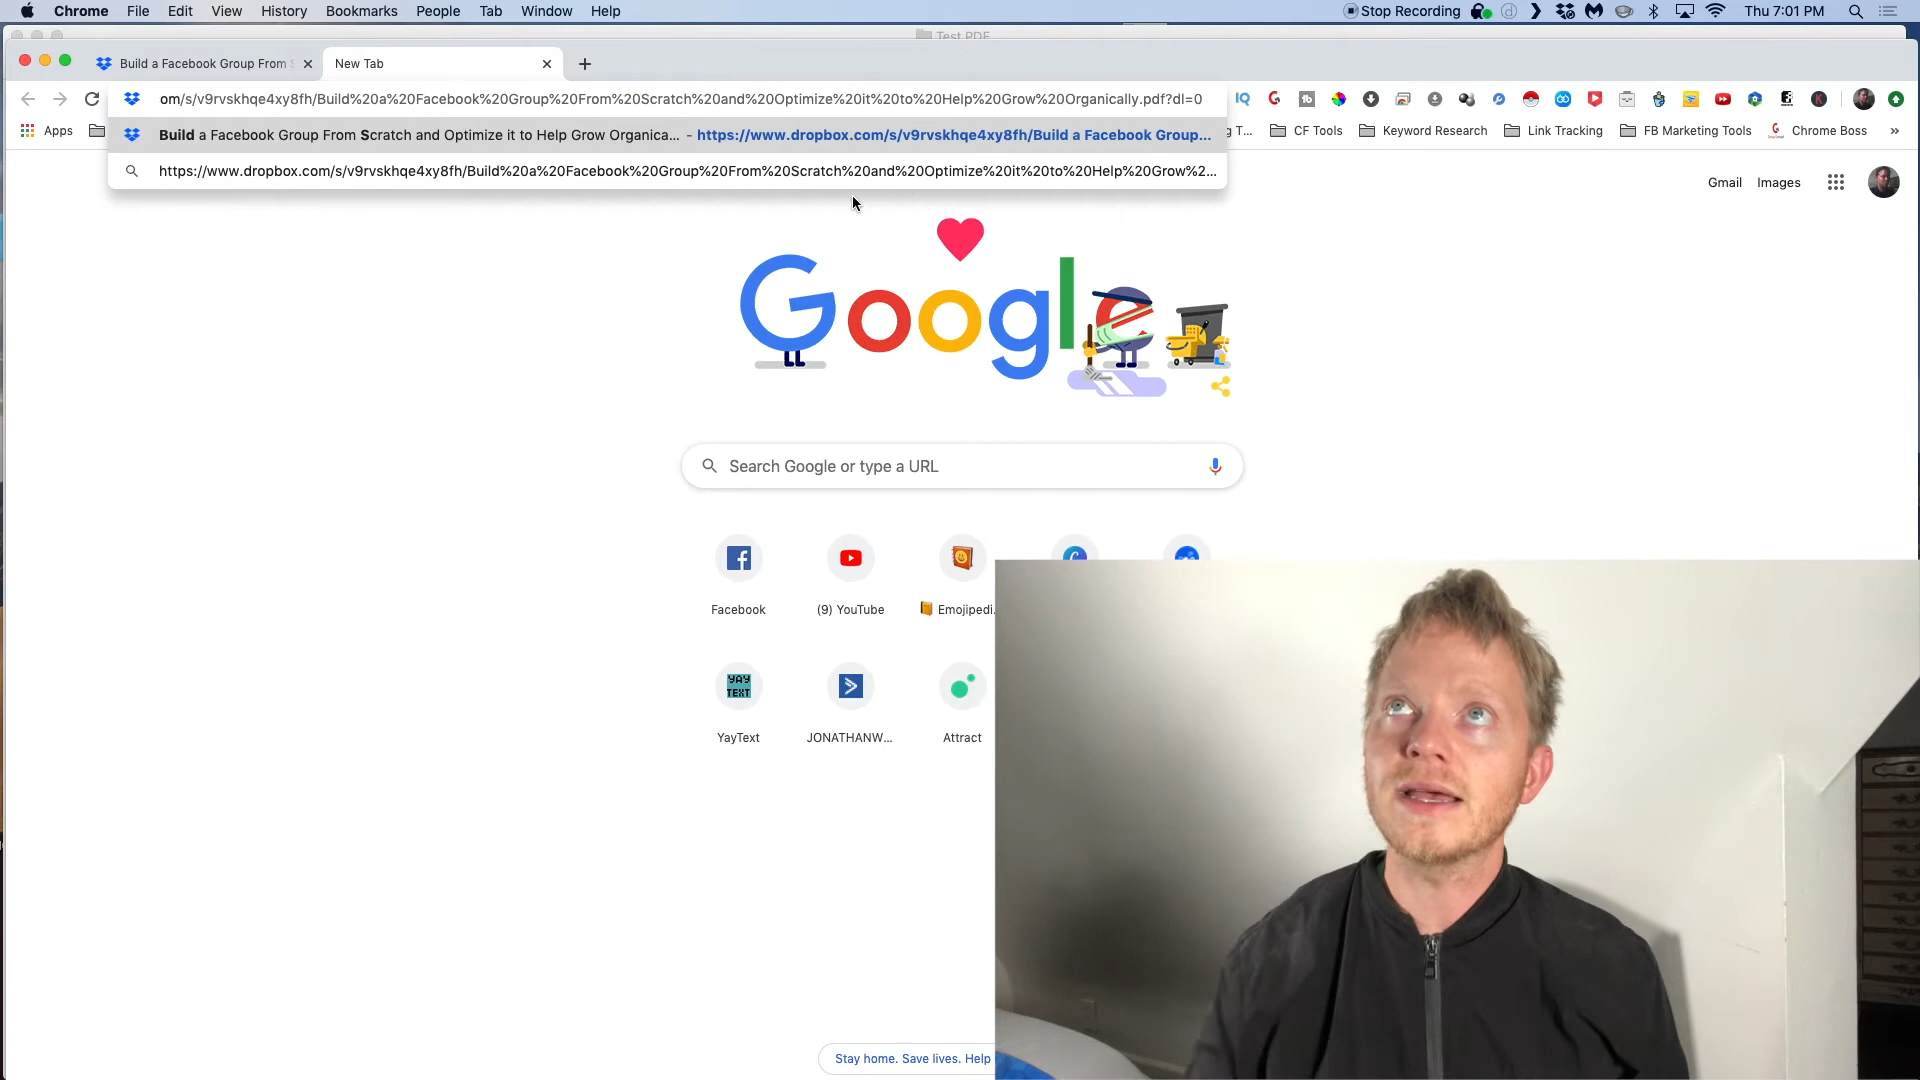 Chrome File Edit View History Bookmarks People Tab Window Help Stop Recording Thu 7:01 PM
Test PDF
Build a Facebook Group From S New Tab
om/s/v9rvskhqe4xy8fh/Build%20a%20Facebook%20Group%20From%20Scratch%20and%20Optimize%20it%20to%20Help%20Grow%20Organically.pdf?dl=0
Apps
Build a Facebook Group From Scratch and Optimize it to Help Grow Organica... - https://www.dropbox.com/s/v9rvskhqe4xy8fh/Build a Facebook Group...
g T... CF Tools Keyword Research Link Tracking FB Marketing Tools Chrome Boss »
https://www.dropbox.com/s/v9rvskhqe4xy8fh/Build%20a%20Facebook%20Group%20From%20Scratch%20and%20Optimize%20it%20to%20Help%20Grow%2...
Gmail Images
Google
Search Google or type a URL
Facebook (9) YouTube Emojipedi
YAY TEXT
YayText JONATHANW... Attract
Stay home. Save lives. Help